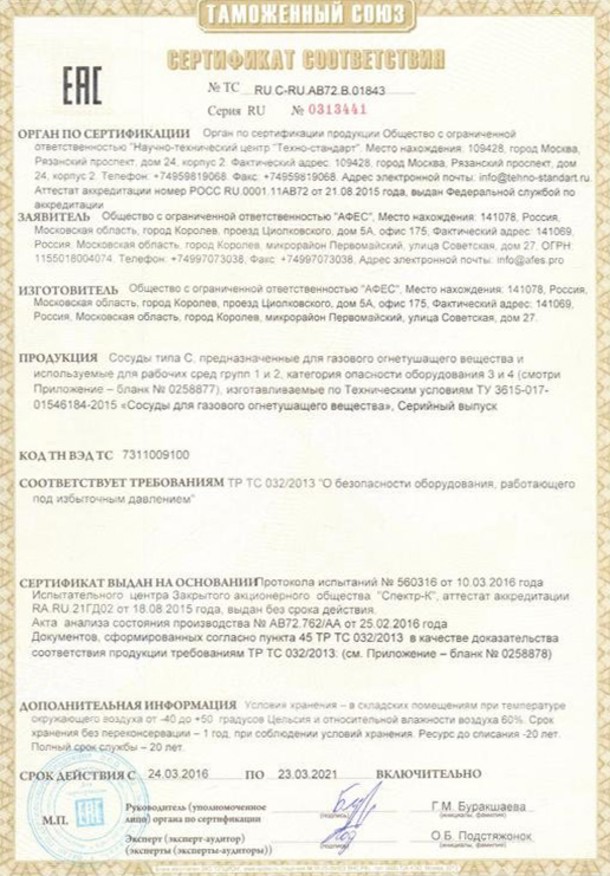 ТАМОЖЕННЫЙ СОЮЗ
СЕРТИФИКАТ СООТВЕТСТВИЯ
ЕАС
№ ТС RU C-RU.AB72.B.01843
Серия RU № 0313441
ОРГАН ПО СЕРТИФИКАЦИИ Орган по сертификации продукции Общество с ограниченной
ответственностью "Научно-технический центр "Техно-стандарт". Место нахождения: 109428, город Москва,
Рязанский проспект, дом 24, корпус 2. Фактический адрес: 109428, город Москва, Рязанский проспект, дом
24, корпус 2. Телефон: +74959819068. Факс: +74959819068. Адрес электронной почты: info@tehno-standart.ru.
Аттестат аккредитации номер РОСС RU.0001.11АВ72 от 21.08.2015 года, выдан Федеральной службой по
аккредитации
ЗАЯВИТЕЛЬ Общество с ограниченной ответственностью "АФЕС", Место нахождения: 141078, Россия,
Московская область, город Королев, проезд Циолковского, дом 5А, офис 175, Фактический адрес: 141069,
Россия, Московская область, город Королев, микрорайон Первомайский, улица Советская, дом 27. ОГРН:
1155018004074. Телефон: +74997073038, Факс: +74997073038, Адрес электронной почты: info@afes.pro
ИЗГОТОВИТЕЛЬ Общество с ограниченной ответственностью "АФЕС", Место нахождения: 141078, Россия,
Московская область, город Королев, проезд Циолковского, дом 5А, офис 175, Фактический адрес: 141069,
Россия, Московская область, город Королев, микрорайон Первомайский, улица Советская, дом 27.
ПРОДУКЦИЯ Сосуды типа С, предназначенные для газового огнетушащего вещества и
используемые для рабочих сред групп 1 и 2, категория опасности оборудования 3 и 4 (смотри
Приложение – бланк № 0258877), изготавливаемые по Техническим условиям ТУ 3615-017-
01546184-2015 «Сосуды для газового огнетушащего вещества», Серийный выпуск
КОД ТН ВЭД ТС 7311009100
СООТВЕТСТВУЕТ ТРЕБОВАНИЯМ ТР ТС 032/2013 "О безопасности оборудования, работающего
под избыточным давлением"
СЕРТИФИКАТ ВЫДАН НА ОСНОВАНИИ Протокола испытаний № 560316 от 10.03.2016 года
Испытательного центра Закрытого акционерного общества "Спектр-К", аттестат аккредитации
RA.RU.21ГД02 от 18.08.2015 года, выдан без срока действия.
Акта анализа состояния производства № АВ72.762/АА от 25.02.2016 года
Документов, сформированных согласно пункта 45 ТР ТС 032/2013 в качестве доказательства
соответствия продукции требованиям ТР ТС 032/2013. (см. Приложение – бланк № 0258878)
ДОПОЛНИТЕЛЬНАЯ ИНФОРМАЦИЯ Условия хранения – в складских помещениям при температуре
окружающего воздуха от -40 до +50 градусов Цельсия и относительной влажности воздуха 60%. Срок
хранения без переконсервации – 1 год, при соблюдении условий хранения. Ресурс до списания -20 лет.
Полный срок службы – 20 лет.
СРОК ДЕЙСТВИЯ С 24.03.2016 ПО 23.03.2021 ВКЛЮЧИТЕЛЬНО
М.П.
ЕАС
Руководитель (уполномоченное
лицо) органа по сертификации
(подпись)
Г.М. Буракшаева
(инициалы, фамилия)
Эксперт (эксперт-аудитор)
(эксперты (эксперты-аудиторы))
(подпись)
О.Б. Подстяжонок
(инициалы, фамилия)